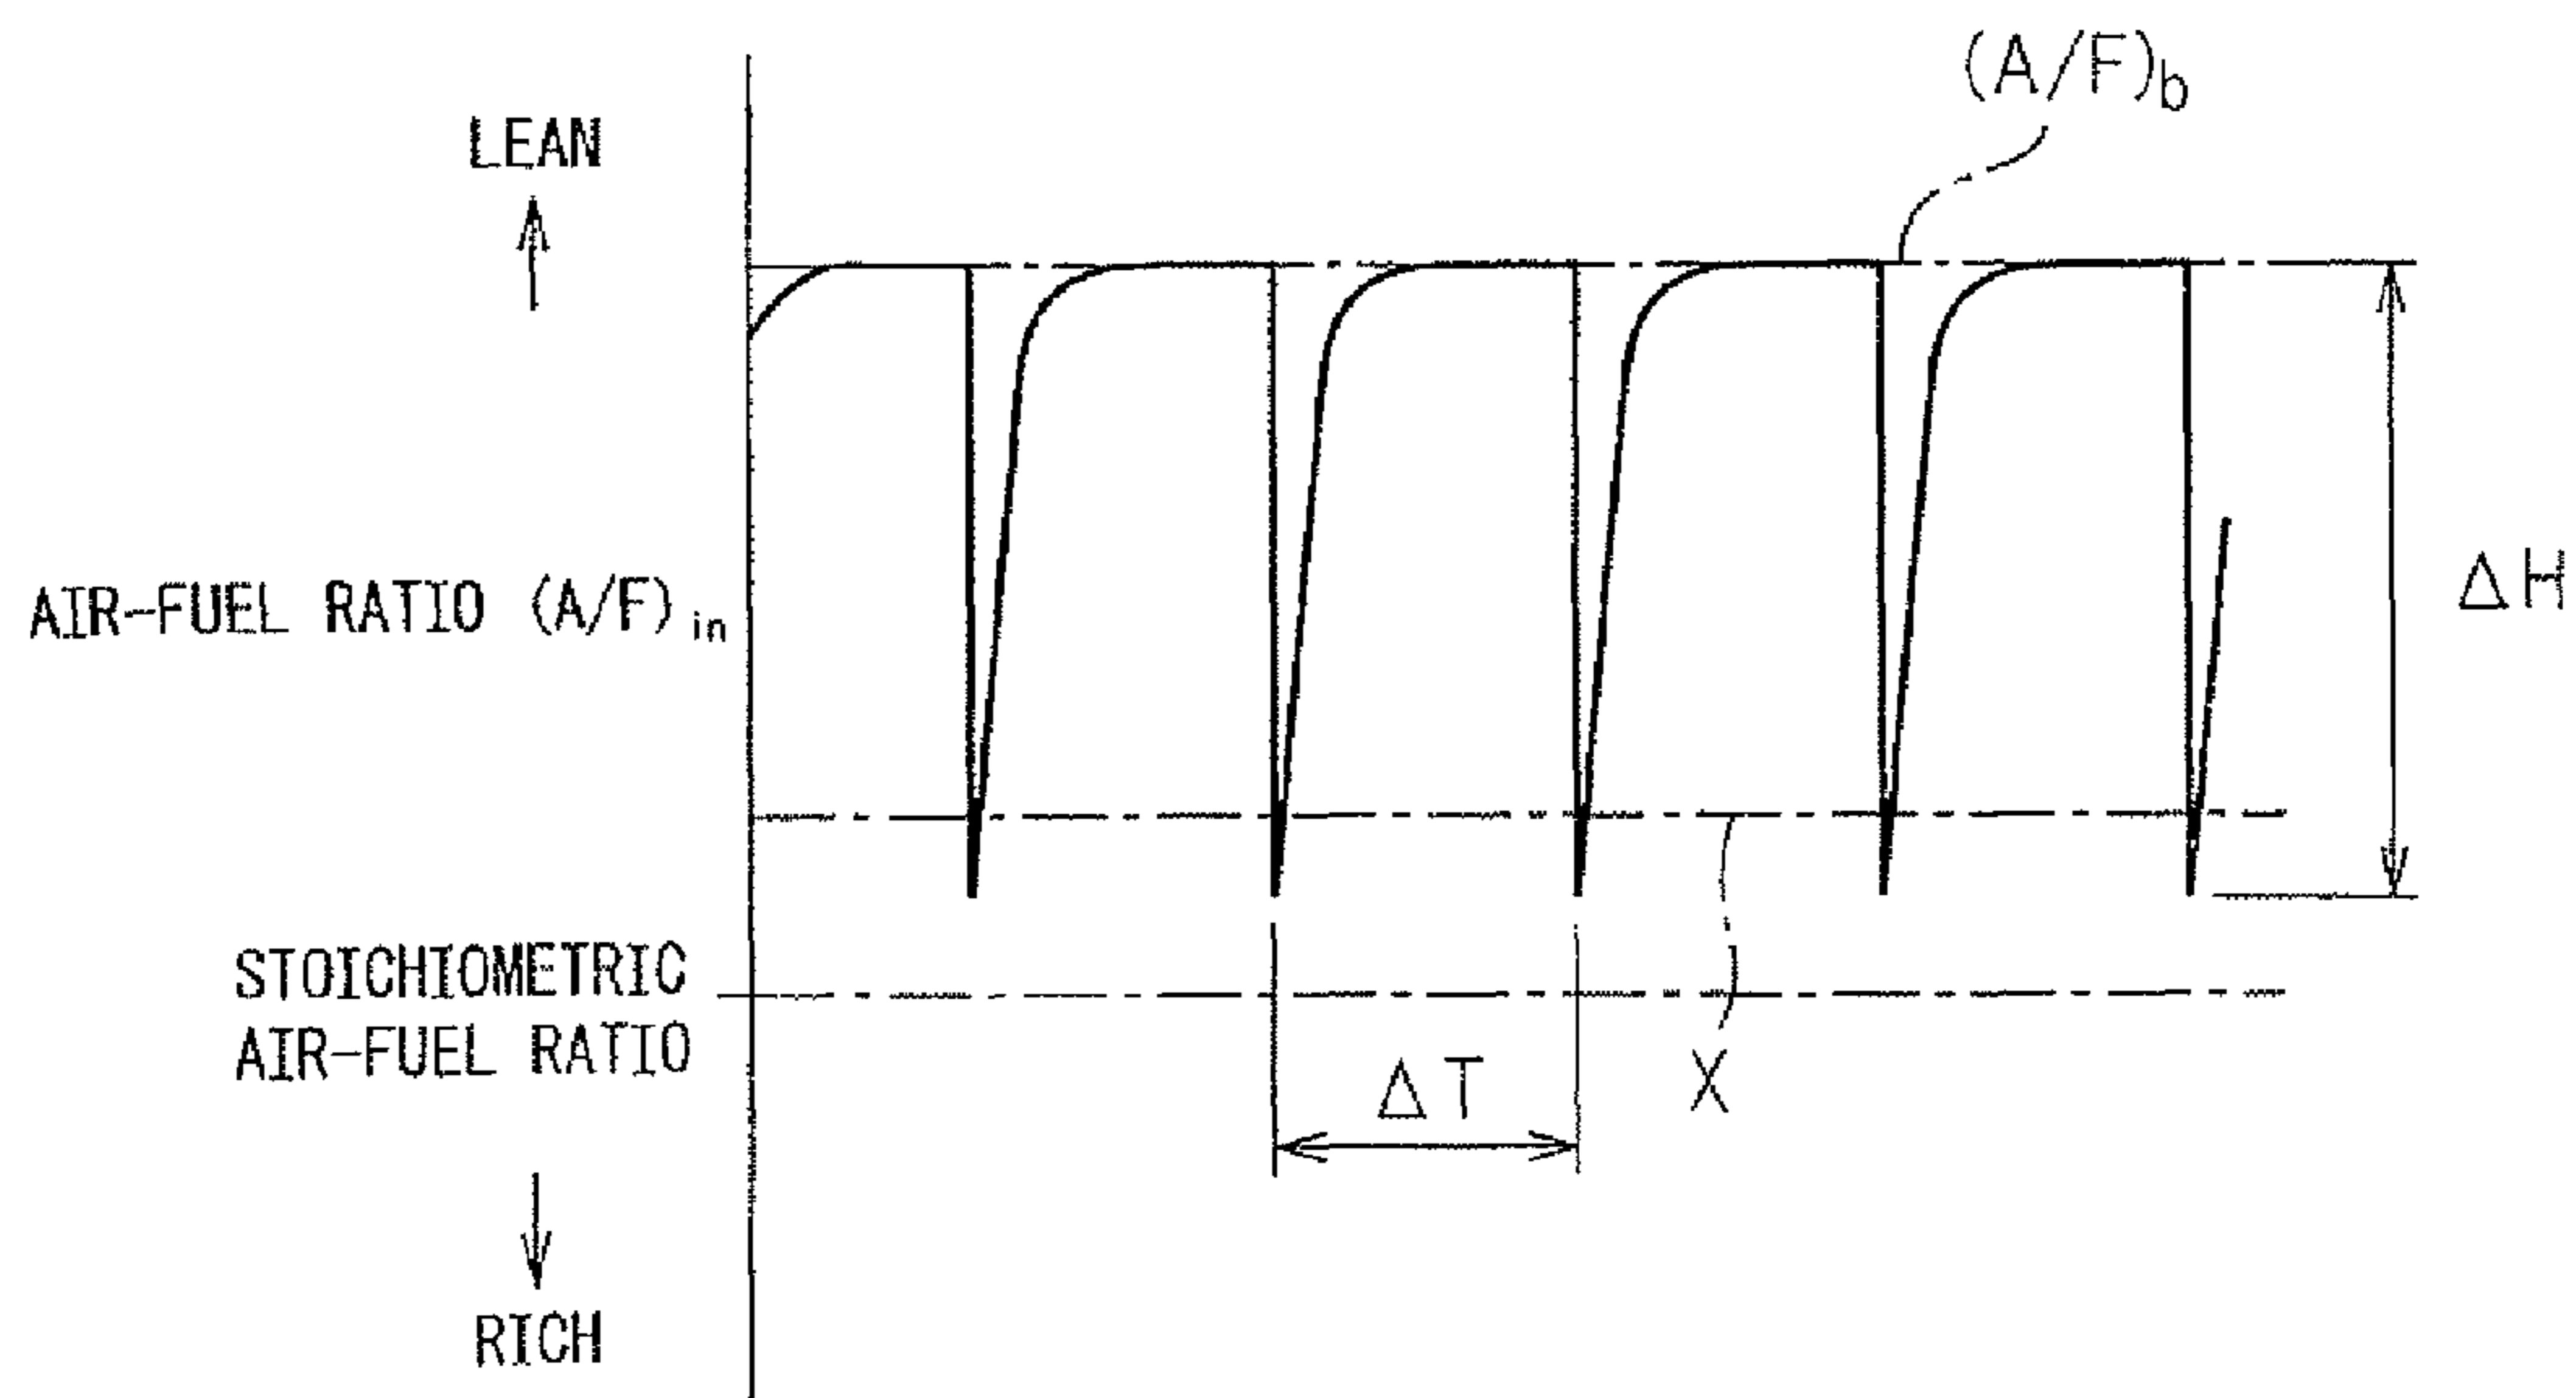 (A/F)b
LEAN
AIR-FUEL RATIO (A/F) in
ΔH
STOICHIOMETRIC
AIR-FUEL RATIO
ΔT
X
RICH